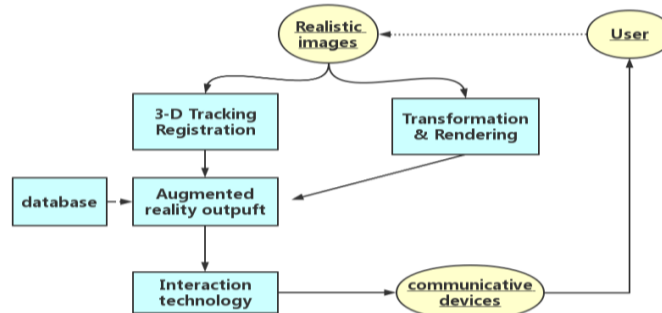 Realistic
images
User
3-D Tracking
Registration
Transformation
& Rendering
database
Augmented
reality outpuft
Interaction
technology
communicative
devices